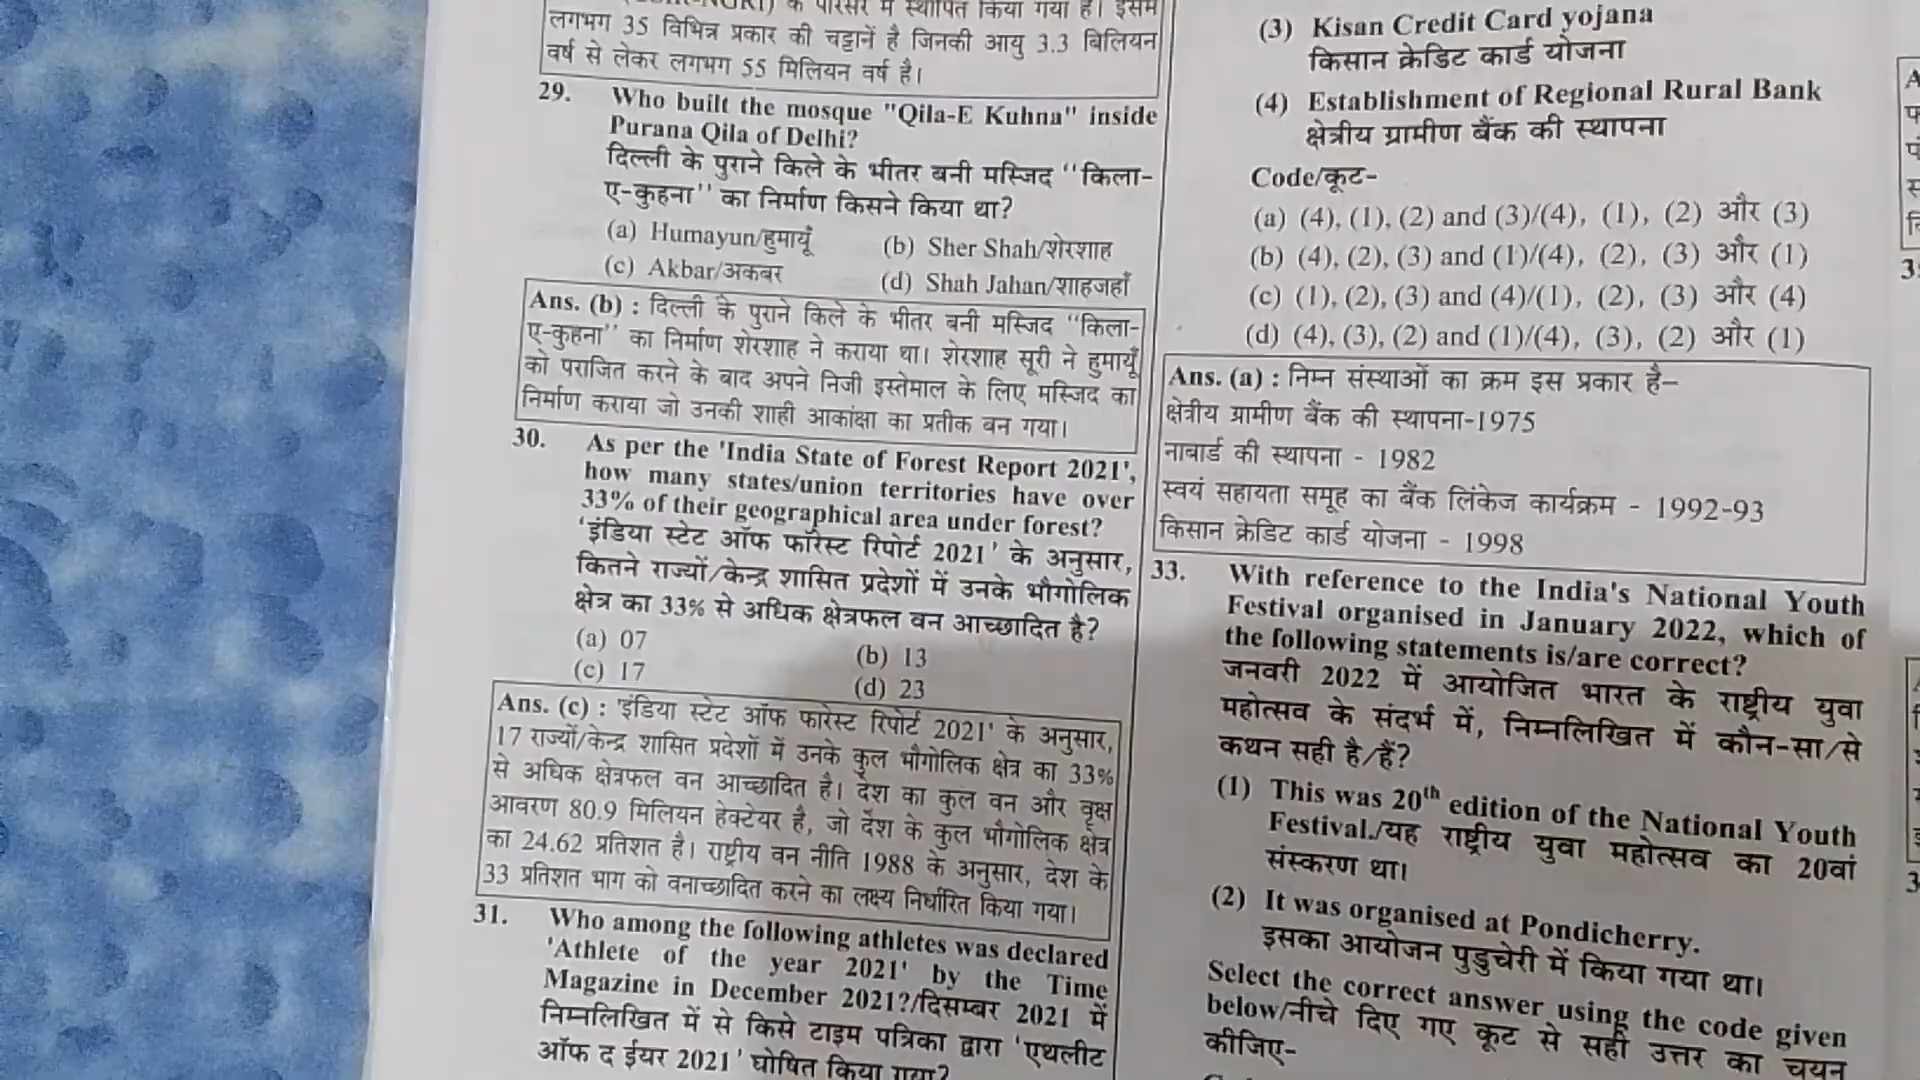 के परिसर में स्थापित किया गया है। इसमें
लगभग 35 विभिन्न प्रकार की चट्टानें है जिनकी आयु 3.3 बिलियन
वर्ष से लेकर लगभग 55 मिलियन वर्ष है।
29. Who built the mosque "Qila-E Kuhna" inside
Purana Qila of Delhi?
दिल्ली के पुराने किले के भीतर बनी मस्जिद ''किला-
ए-कुहना'' का निर्माण किसने किया था?
(a) Humayun/हुमायूँ (b) Sher Shah/शेरशाह
(c) Akbar/अकबर (d) Shah Jahan/शाहजहाँ
Ans. (b) : दिल्ली के पुराने किले के भीतर बनी मस्जिद ''किला-
ए-कुहना'' का निर्माण शेरशाह ने कराया था। शेरशाह सूरी ने हुमायूँ
को पराजित करने के बाद अपने निजी इस्तेमाल के लिए मस्जिद का
निर्माण कराया जो उनकी शाही आकांक्षा का प्रतीक बन गया।
30. As per the 'India State of Forest Report 2021',
how many states/union territories have over
33% of their geographical area under forest?
'इंडिया स्टेट ऑफ फॉरेस्ट रिपोर्ट 2021' के अनुसार,
कितने राज्यों/केन्द्र शासित प्रदेशों में उनके भौगोलिक
क्षेत्र का 33% से अधिक क्षेत्रफल वन आच्छादित है?
(a) 07 (b) 13
(c) 17 (d) 23
Ans. (c) : 'इंडिया स्टेट ऑफ फारेस्ट रिपोर्ट 2021' के अनुसार,
17 राज्यों/केन्द्र शासित प्रदेशों में उनके कुल भौगोलिक क्षेत्र का 33%
से अधिक क्षेत्रफल वन आच्छादित है। देश का कुल वन और वृक्ष
आवरण 80.9 मिलियन हेक्टेयर है, जो देश के कुल भौगोलिक क्षेत्र
का 24.62 प्रतिशत है। राष्ट्रीय वन नीति 1988 के अनुसार, देश के
33 प्रतिशत भाग को वनाच्छादित करने का लक्ष्य निर्धारित किया गया।
31. Who among the following athletes was declared
'Athlete of the year 2021' by the Time
Magazine in December 2021?/दिसम्बर 2021 में
निम्नलिखित में से किसे टाइम पत्रिका द्वारा 'एथलीट
ऑफ द ईयर 2021' घोषित किया गया?
(3) Kisan Credit Card yojana
किसान क्रेडिट कार्ड योजना
(4) Establishment of Regional Rural Bank
क्षेत्रीय ग्रामीण बैंक की स्थापना
Code/कूट-
(a) (4), (1), (2) and (3)/(4), (1), (2) और (3)
(b) (4), (2), (3) and (1)/(4), (2), (3) और (1)
(c) (1), (2), (3) and (4)/(1), (2), (3) और (4)
(d) (4), (3), (2) and (1)/(4), (3), (2) और (1)
Ans. (a) : निम्न संस्थाओं का क्रम इस प्रकार है–
क्षेत्रीय ग्रामीण बैंक की स्थापना-1975
नाबार्ड की स्थापना - 1982
स्वयं सहायता समूह का बैंक लिंकेज कार्यक्रम - 1992-93
किसान क्रेडिट कार्ड योजना - 1998
33. With reference to the India's National Youth
Festival organised in January 2022, which of
the following statements is/are correct?
जनवरी 2022 में आयोजित भारत के राष्ट्रीय युवा
महोत्सव के संदर्भ में, निम्नलिखित में कौन-सा/से
कथन सही है/हैं?
(1) This was 20th edition of the National Youth
Festival./यह राष्ट्रीय युवा महोत्सव का 20वां
संस्करण था।
(2) It was organised at Pondicherry.
इसका आयोजन पुडुचेरी में किया गया था।
Select the correct answer using the code given
below/नीचे दिए गए कूट से सही उत्तर का चयन
कीजिए-